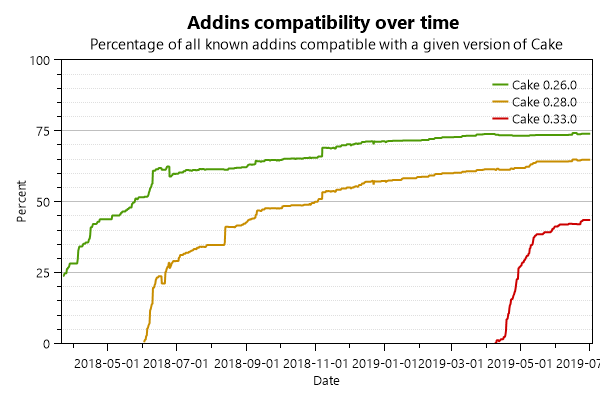 Addins compatibility over time
Percentage of all known addins compatible with a given version of Cake
100
75
50
25
0
Percent
Cake 0.26.0
Cake 0.28.0
Cake 0.33.0
2018-05-01 2018-07-01 2018-09-01 2018-11-01 2019-01-01 2019-03-01 2019-05-01 2019-07
Date